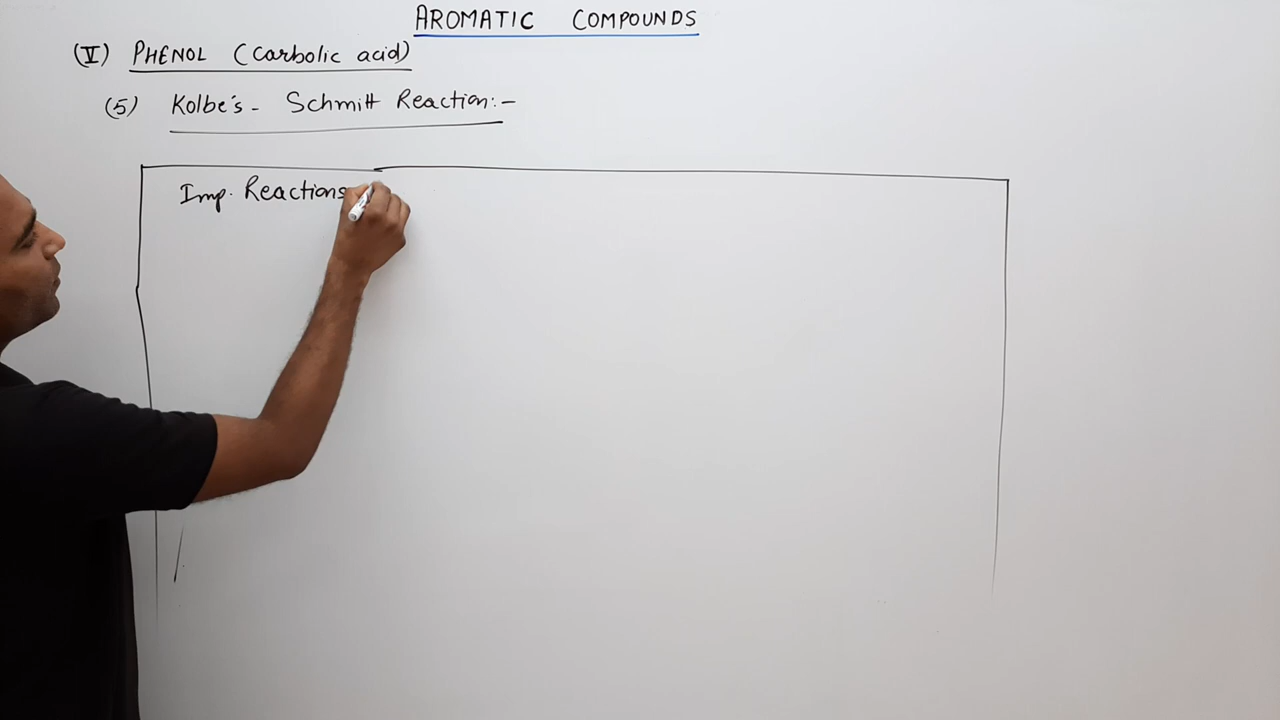 AROMATIC COMPOUNDS
(V) PHENOL (Carbolic acid)
(5) Kolbe's - Schmitt Reaction:-
Imp. Reactions